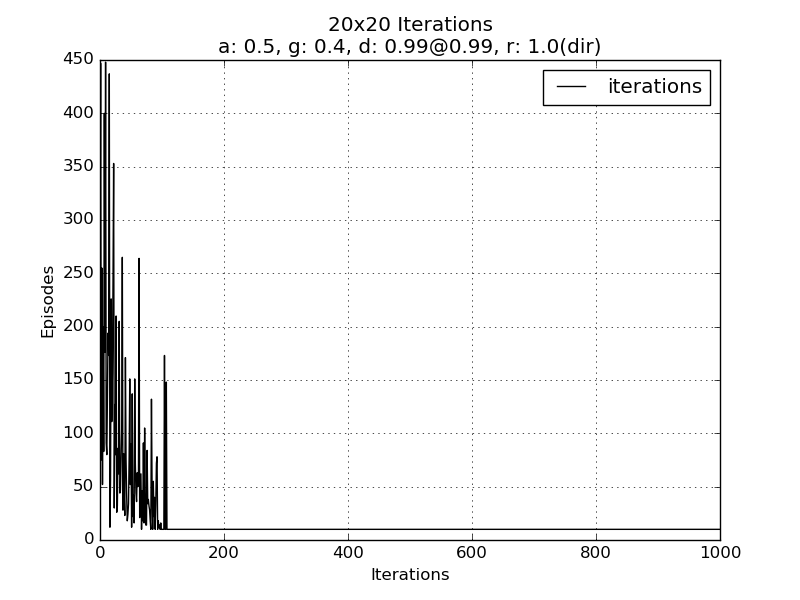 20x20 Iterations
a: 0.5, g: 0.4, d: 0.99@0.99, r: 1.0(dir)
iterations
450
400
350
300
250
200
150
100
50
0
Episodes
0 200 400 600 800 1000
Iterations